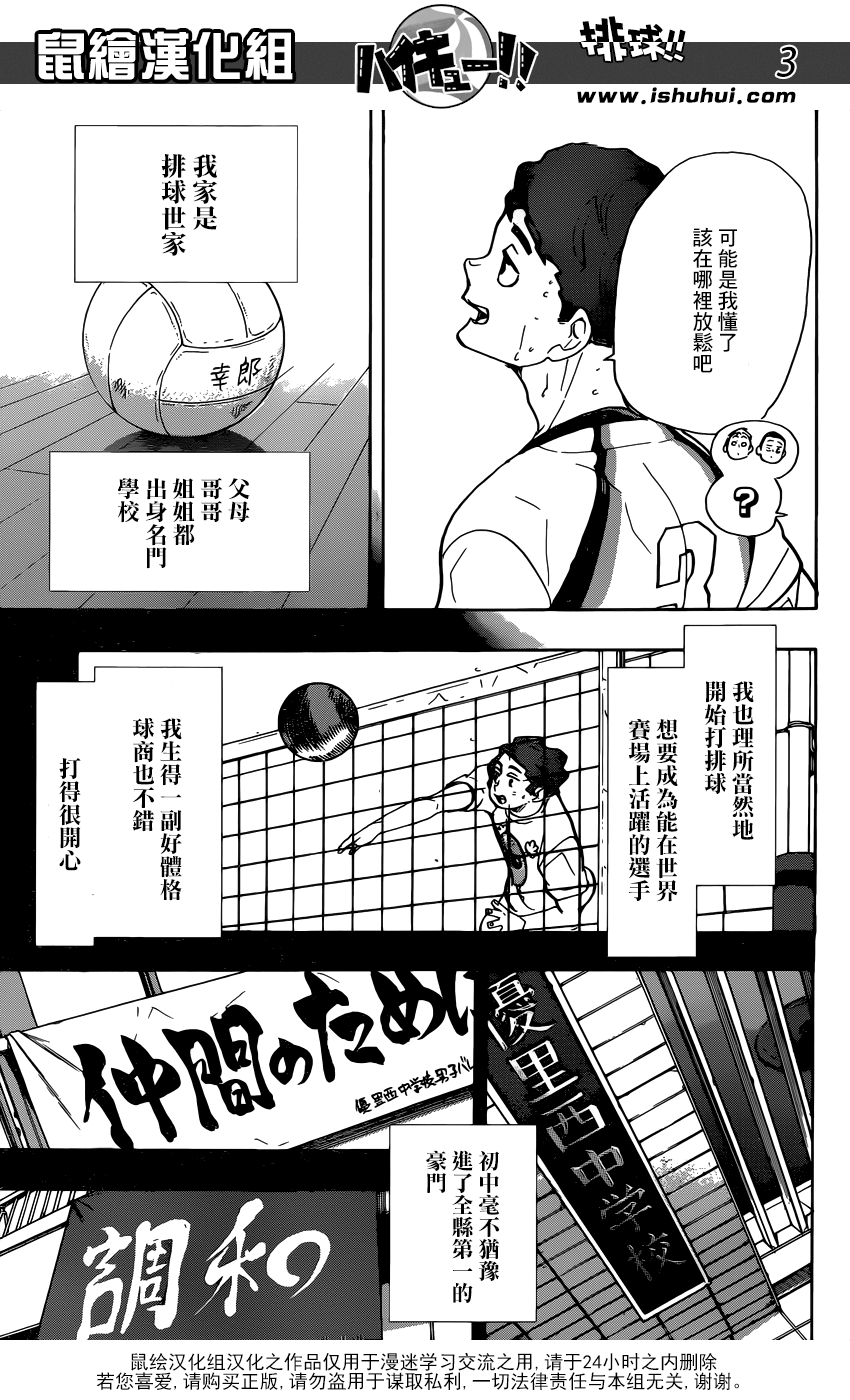 鼠繪漢化組
ハイキュー!!
排球!!
3
www.ishuhui.com
可能是我懂了
該在哪裡放鬆吧
?
我家是
排球世家
幸郎
父母
哥哥
姐姐都
出身名門
學校
我也理所當然地
開始打排球
想要成為能在世界
賽場上活躍的選手
我生得一副好體格
球商也不錯
打得很開心
優里西中学校
仲間のため
優里西中学校男子バレ
初中毫不猶豫
進了全縣第一的
豪門
調和
鼠绘汉化组汉化之作品仅用于漫迷学习交流之用,请于24小时之内删除
若您喜爱,请购买正版,请勿盗用于谋取私利,一切法律责任与本组无关,谢谢。